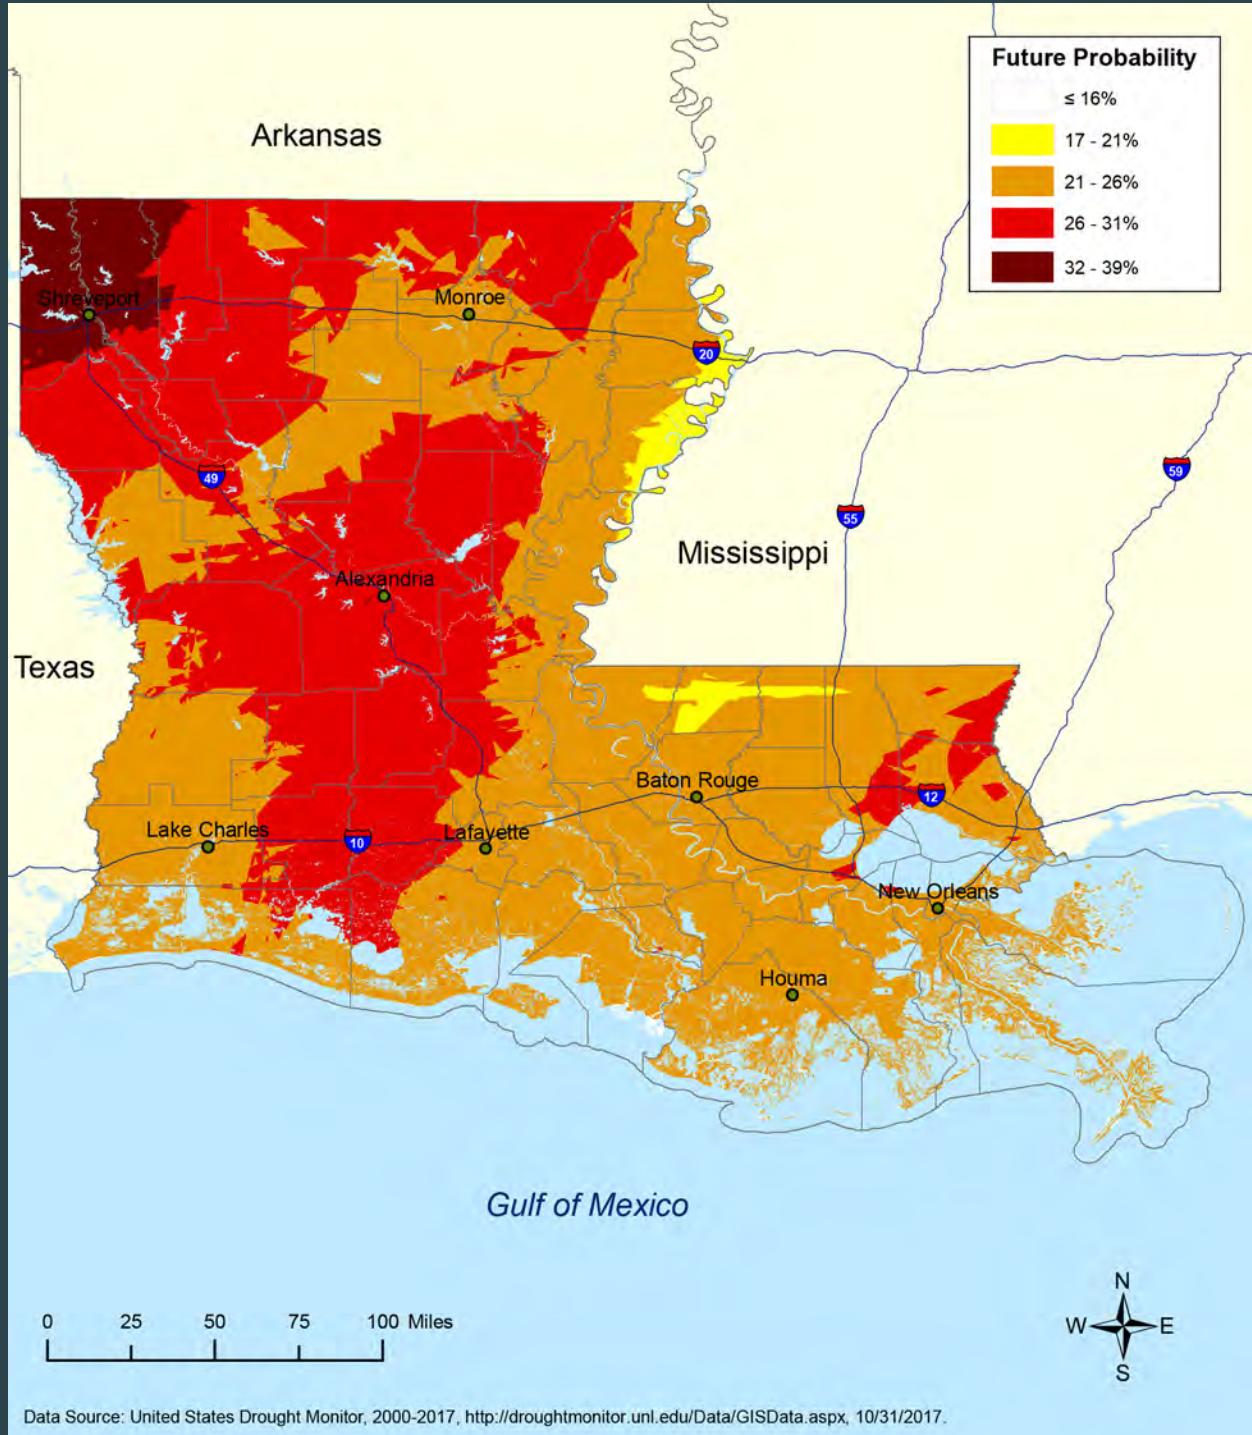 Future Probability
≤ 16%
17 - 21%
21 - 26%
26 - 31%
32 - 39%
Arkansas
Shreveport
Monroe
20
49
59
55
Mississippi
Alexandria
Texas
Baton Rouge
12
Lake Charles
10
Lafayette
New Orleans
Houma
Gulf of Mexico
N
W E
S
0 25 50 75 100 Miles
Data Source: United States Drought Monitor, 2000-2017, http://droughtmonitor.unl.edu/Data/GISData.aspx, 10/31/2017.